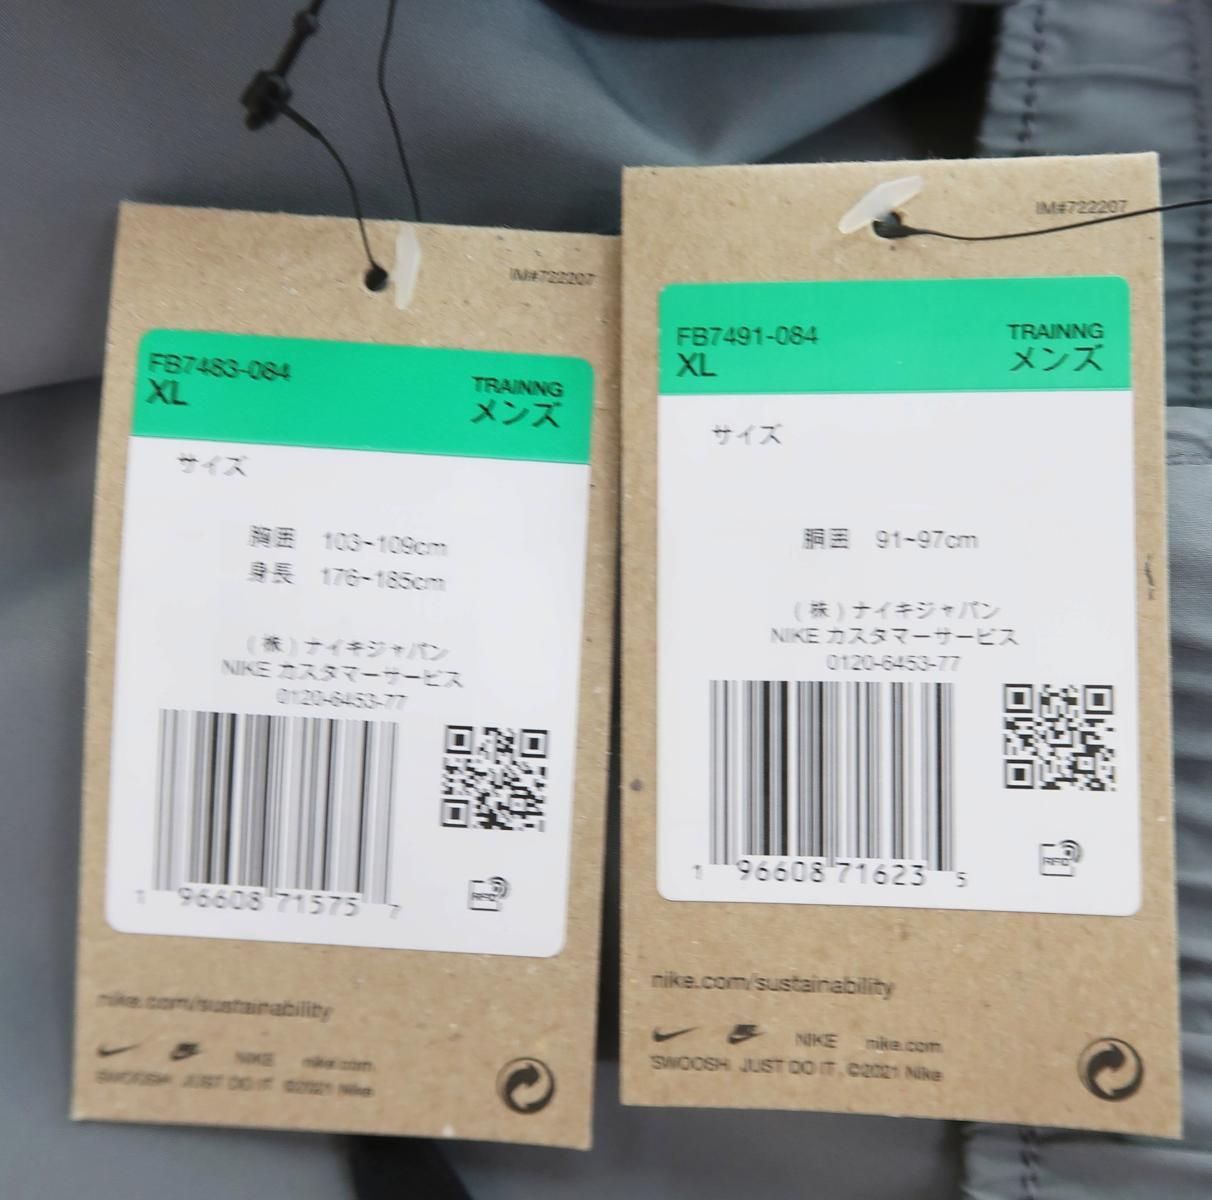 IM#722207
FB7483-084
XL
TRAINNG
メンズ
サイズ
胸囲 103~109cm
身長 176~185cm
(株)ナイキジャパン
NIKE カスタマーサービス
0120-6453-77
1 96608 71575 7
RFID
nike.com/sustainability
NIKE nike.com
SWOOSH JUST DO IT ©2021 Nike
IM#722207
FB7491-084
XL
TRAINNG
メンズ
サイズ
胴囲 91~97cm
(株)ナイキジャパン
NIKE カスタマーサービス
0120-6453-77
1 96608 71623 5
RFID
nike.com/sustainability
NIKE nike.com
SWOOSH JUST DO IT ©2021 Nike